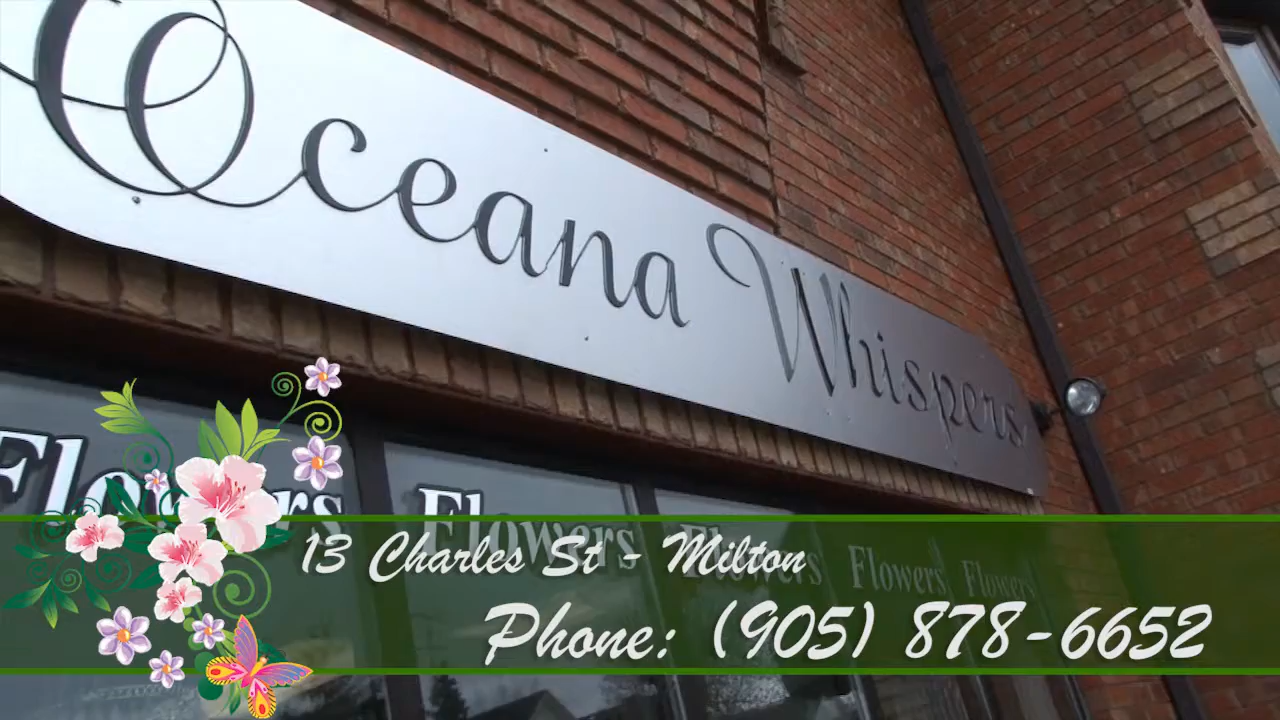 Oceana Whispers
Flowers Flowers Flowers Flowers Flowers
13 Charles St - Milton
Phone: (905) 878-6652